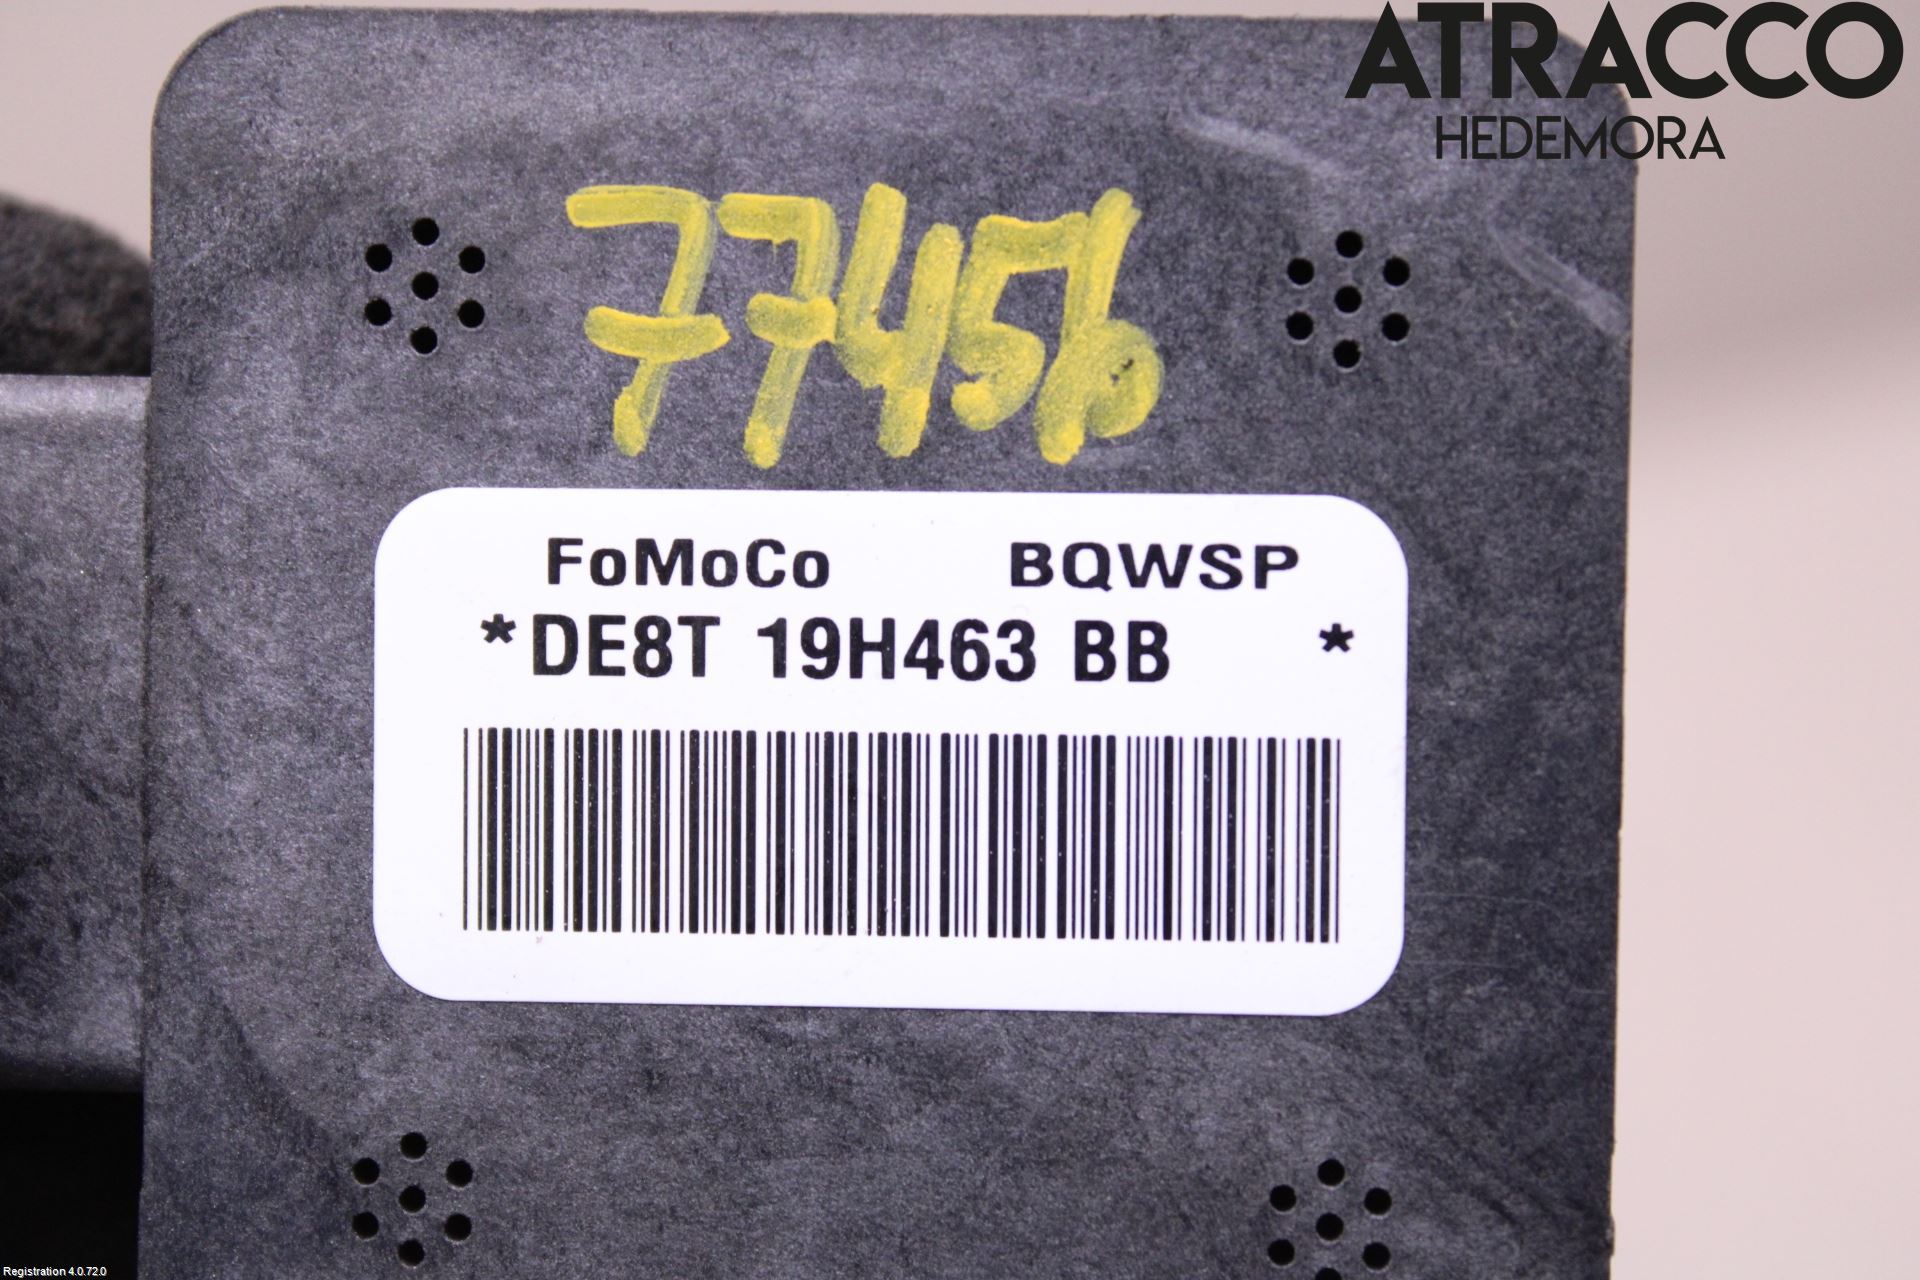 ATRACCO
HEDEMORA
77456
FoMoCo BQWSP
*DE8T 19H463 BB *
Registration 4.0.72.0